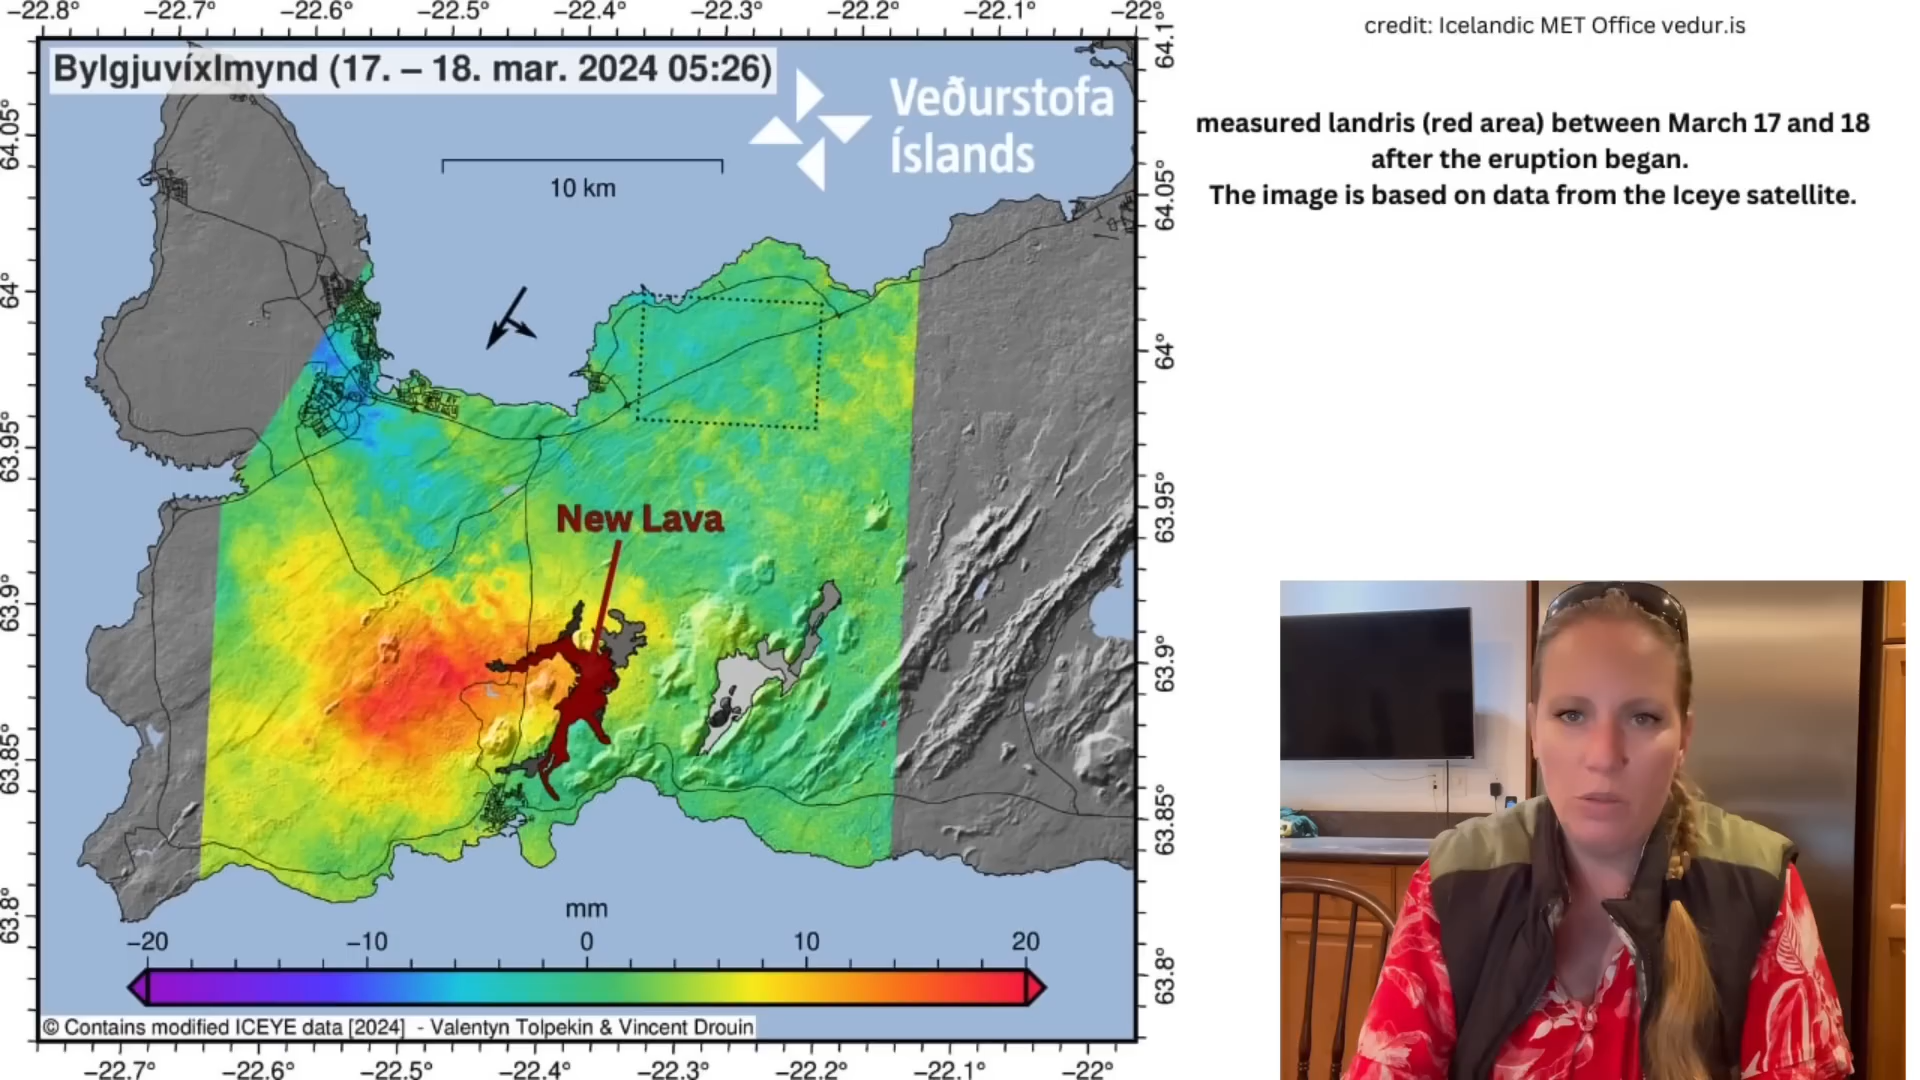 −22.8° −22.7° −22.6° −22.5° −22.4° −22.3° −22.2° −22.1° −22°
credit: Icelandic MET Office vedur.is
Bylgjuvíxlmynd (17. – 18. mar. 2024 05:26)
Veðurstofa
Íslands
10 km
measured landris (red area) between March 17 and 18
after the eruption began.
The image is based on data from the Iceye satellite.
64.05°
64°
63.95°
63.9°
63.85°
63.8°
64.1°
64.05°
64°
63.95°
63.9°
63.85°
63.8°
New Lava
mm
−20 −10 0 10 20
© Contains modified ICEYE data [2024] - Valentyn Tolpekin & Vincent Drouin
−22.7° −22.6° −22.5° −22.4° −22.3° −22.2° −22.1° −22°